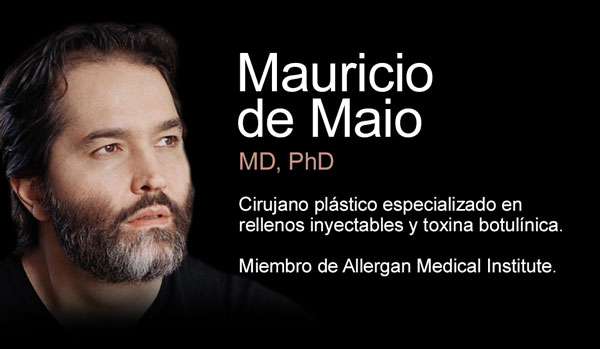 Mauricio
de Maio
MD, PhD
Cirujano plástico especializado en
rellenos inyectables y toxina botulínica.
Miembro de Allergan Medical Institute.